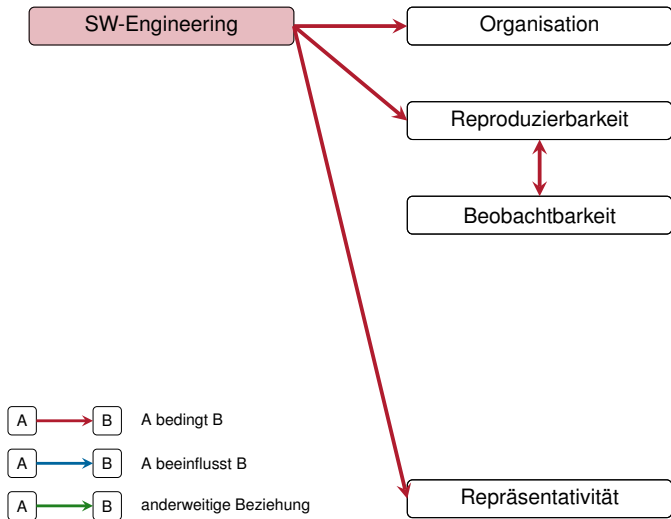 SW-Engineering
Organisation
Reproduzierbarkeit
Beobachtbarkeit
A B A bedingt B
A B A beeinflusst B
A B anderweitige Beziehung
Repräsentativität